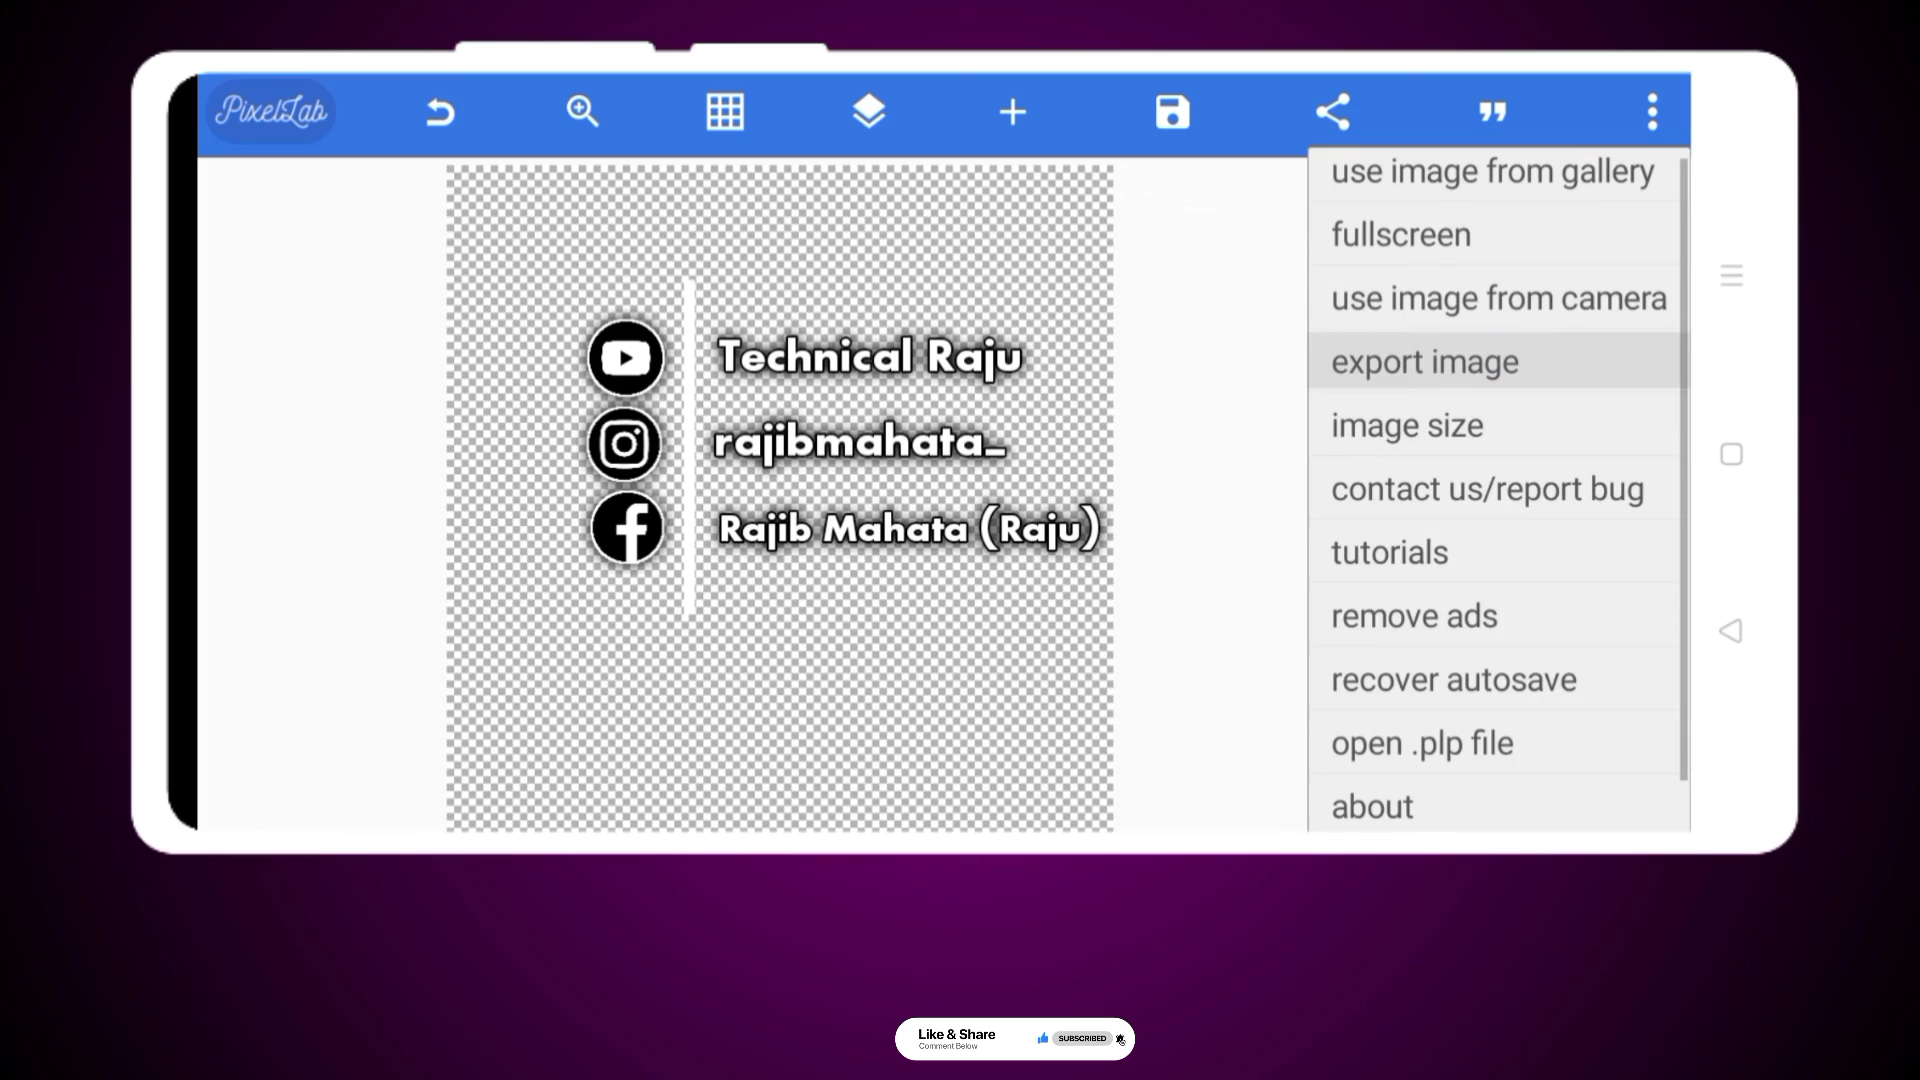 PixelLab
use image from gallery
fullscreen
use image from camera
export image
image size
contact us/report bug
tutorials
remove ads
recover autosave
open .plp file
about
Technical Raju
rajibmahata_
Rajib Mahata (Raju)
Like & Share
Comment Below
SUBSCRIBED